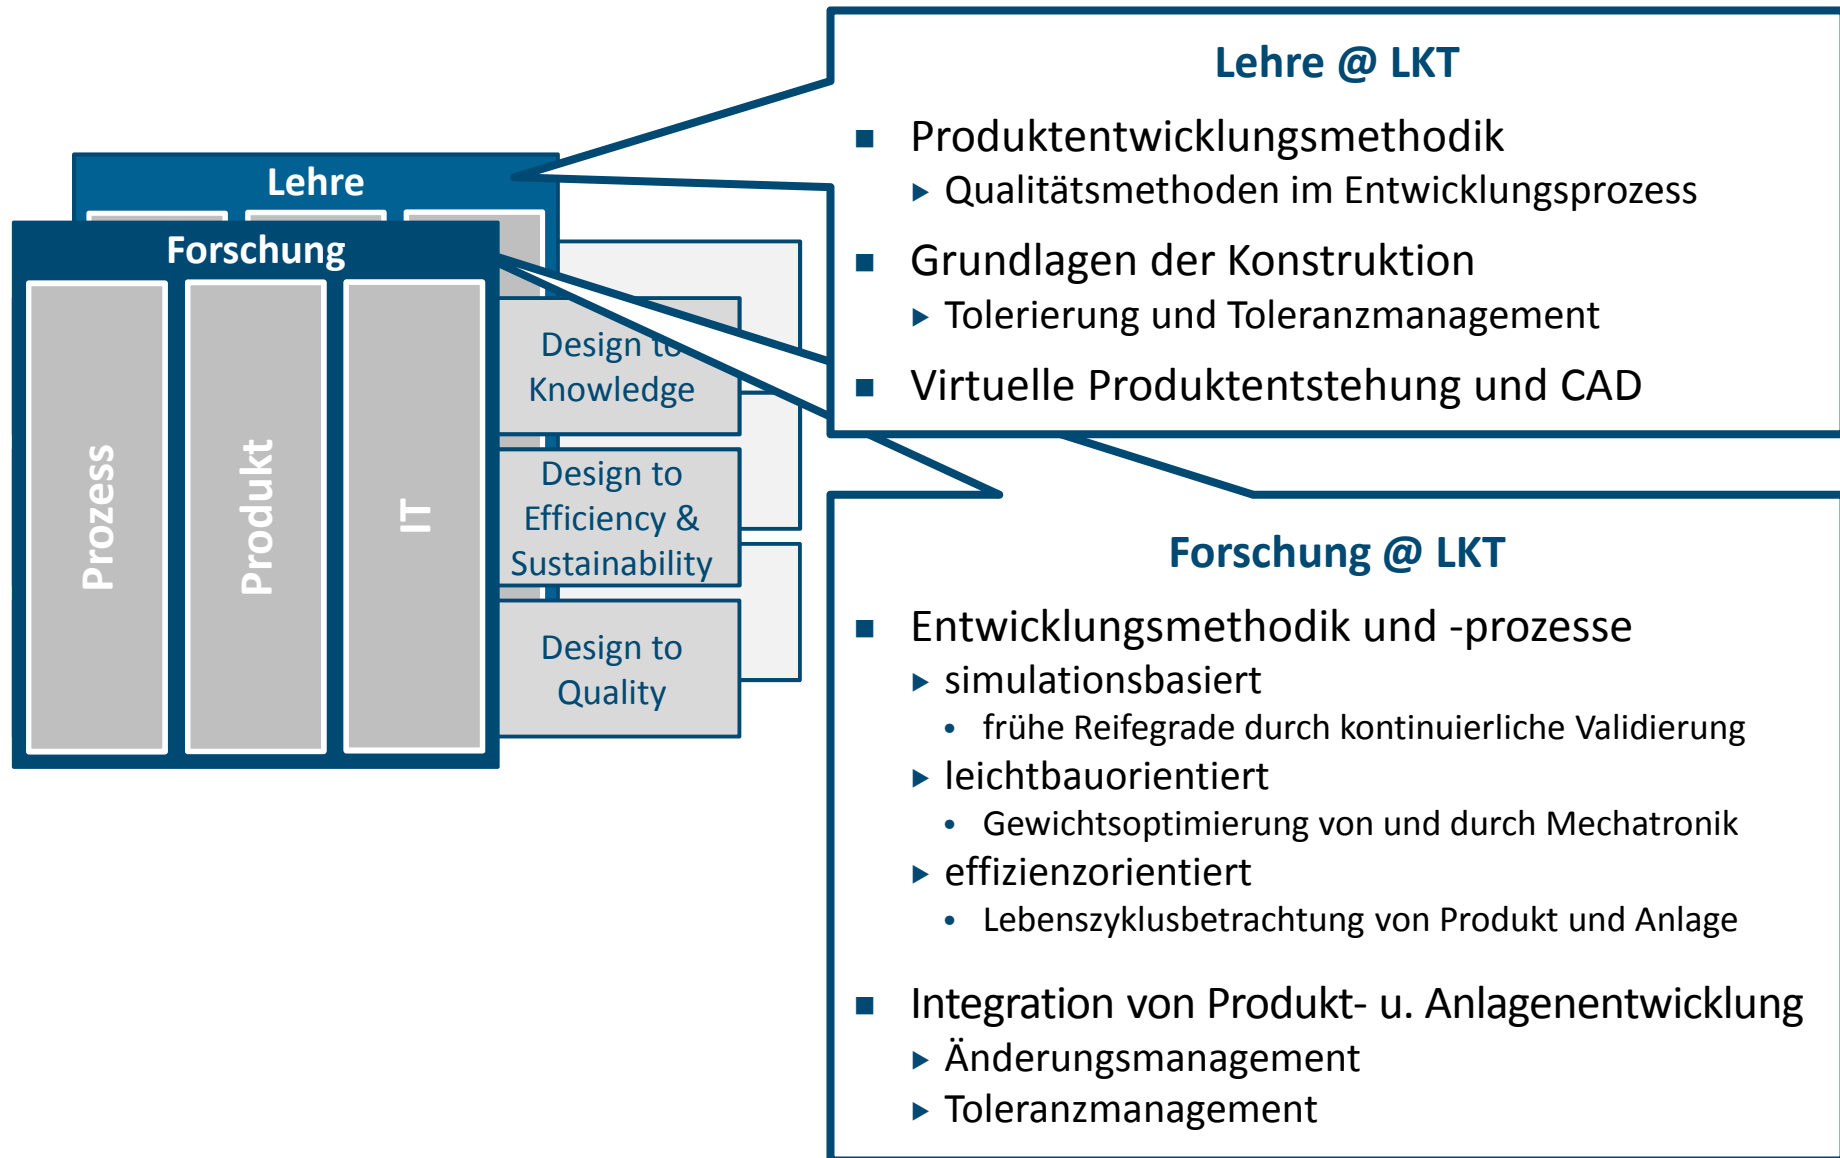 Lehre
Forschung
Prozess
Produkt
IT
Design to
Knowledge
Design to
Efficiency &
Sustainability
Design to
Quality
Lehre @ LKT
Produktentwicklungsmethodik
Qualitätsmethoden im Entwicklungsprozess
Grundlagen der Konstruktion
Tolerierung und Toleranzmanagement
Virtuelle Produktentstehung und CAD
Forschung @ LKT
Entwicklungsmethodik und -prozesse
simulationsbasiert
frühe Reifegrade durch kontinuierliche Validierung
leichtbauorientiert
Gewichtsoptimierung von und durch Mechatronik
effizienzorientiert
Lebenszyklusbetrachtung von Produkt und Anlage
Integration von Produkt- u. Anlagenentwicklung
Änderungsmanagement
Toleranzmanagement